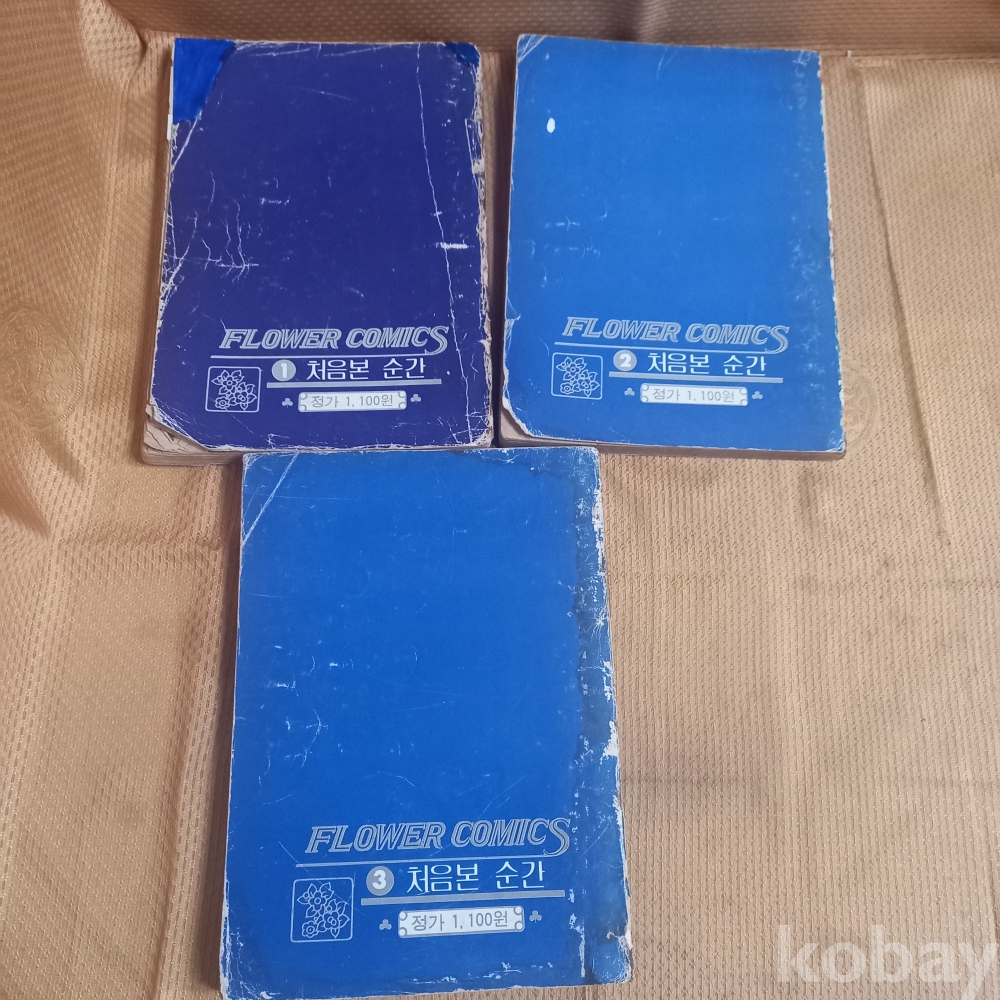 FLOWER COMICS
1 처음본 순간
정가 1,100원
FLOWER COMICS
2 처음본 순간
정가 1,100원
FLOWER COMICS
3 처음본 순간
정가 1,100원
kobay